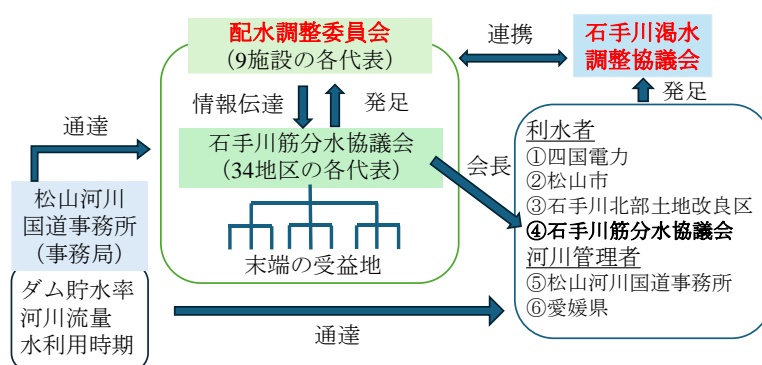 配水調整委員会
(9施設の各代表)
連携
石手川渇水
調整協議会
情報伝達
発足
発足
通達
石手川筋分水協議会
(34地区の各代表)
会長
利水者
①四国電力
②松山市
③石手川北部土地改良区
④石手川筋分水協議会
河川管理者
⑤松山河川国道事務所
⑥愛媛県
松山河川
国道事務所
(事務局)
末端の受益地
ダム貯水率
河川流量
水利用時期
通達